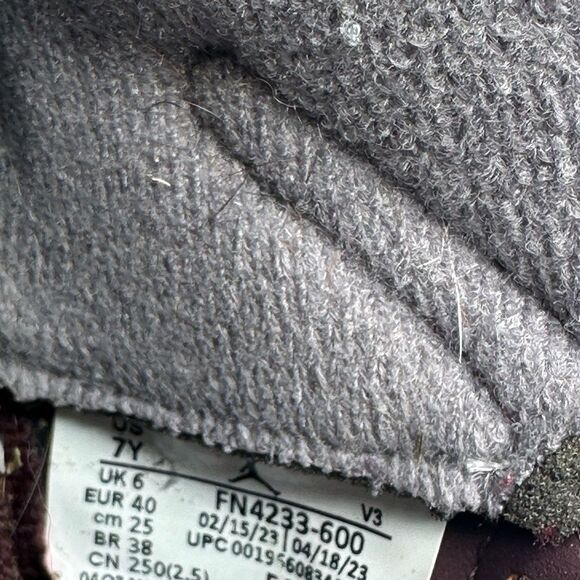 US
7Y
UK 6
EUR 40
cm 25
BR 38
CN 250(2.5)
FN4233-600 V3
02/15/23 04/18/23
UPC